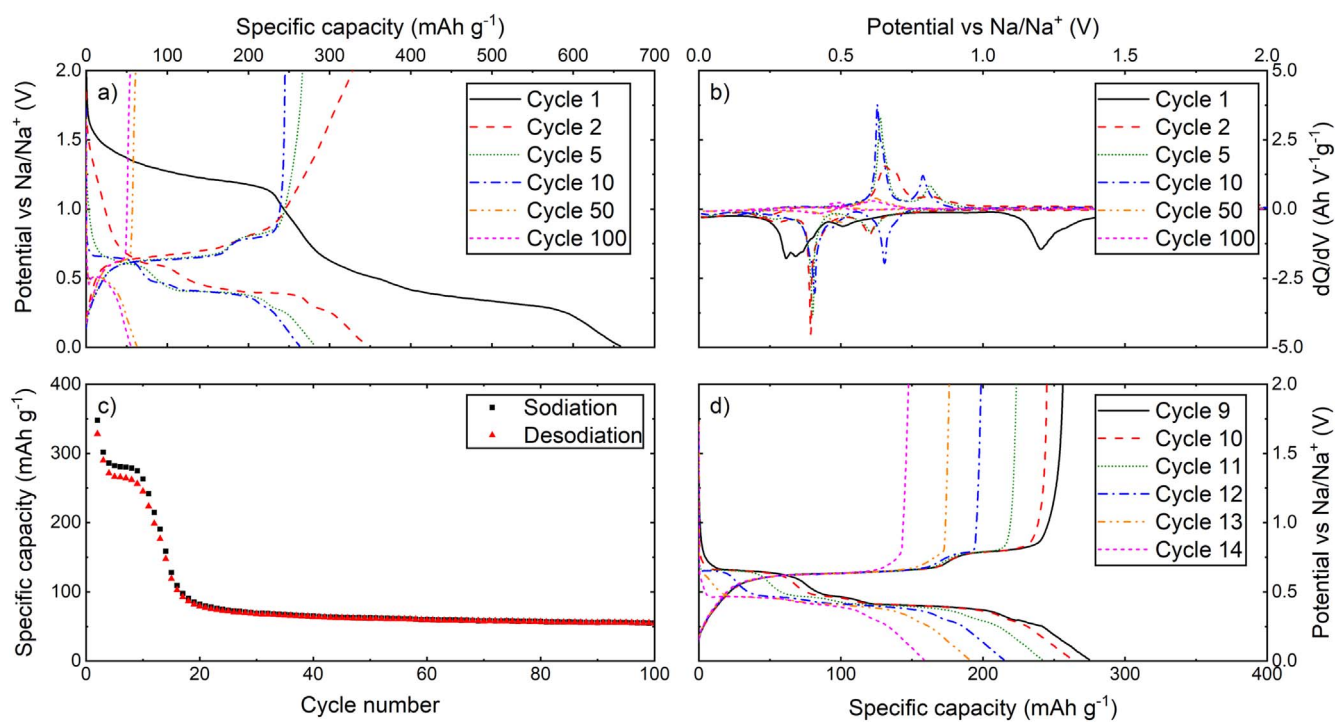 Specific capacity (mAh g⁻¹)
0 100 200 300 400 500 600 700
Potential vs Na/Na⁺ (V)
0.0 0.5 1.0 2.0
2.0
1.5
1.0
0.5
0.0
Potential vs Na/Na⁺ (V)
a)
Cycle 1
Cycle 2
Cycle 5
Cycle 10
Cycle 50
Cycle 100
b)
Cycle 1
Cycle 2
Cycle 5
Cycle 10
Cycle 50
Cycle 100
5.0
2.5
0.0
-2.5
-5.0
dQ/dV (Ah V⁻¹g⁻¹)
400
300
200
100
0
Specific capacity (mAh g⁻¹)
c)
Sodiation
Desodiation
0 20 40 60 80 100
Cycle number
d)
Cycle 9
Cycle 10
Cycle 11
Cycle 12
Cycle 13
Cycle 14
2.0
1.5
1.0
0.5
0.0
Potential vs Na/Na⁺ (V)
0 100 200 300 400
Specific capacity (mAh g⁻¹)